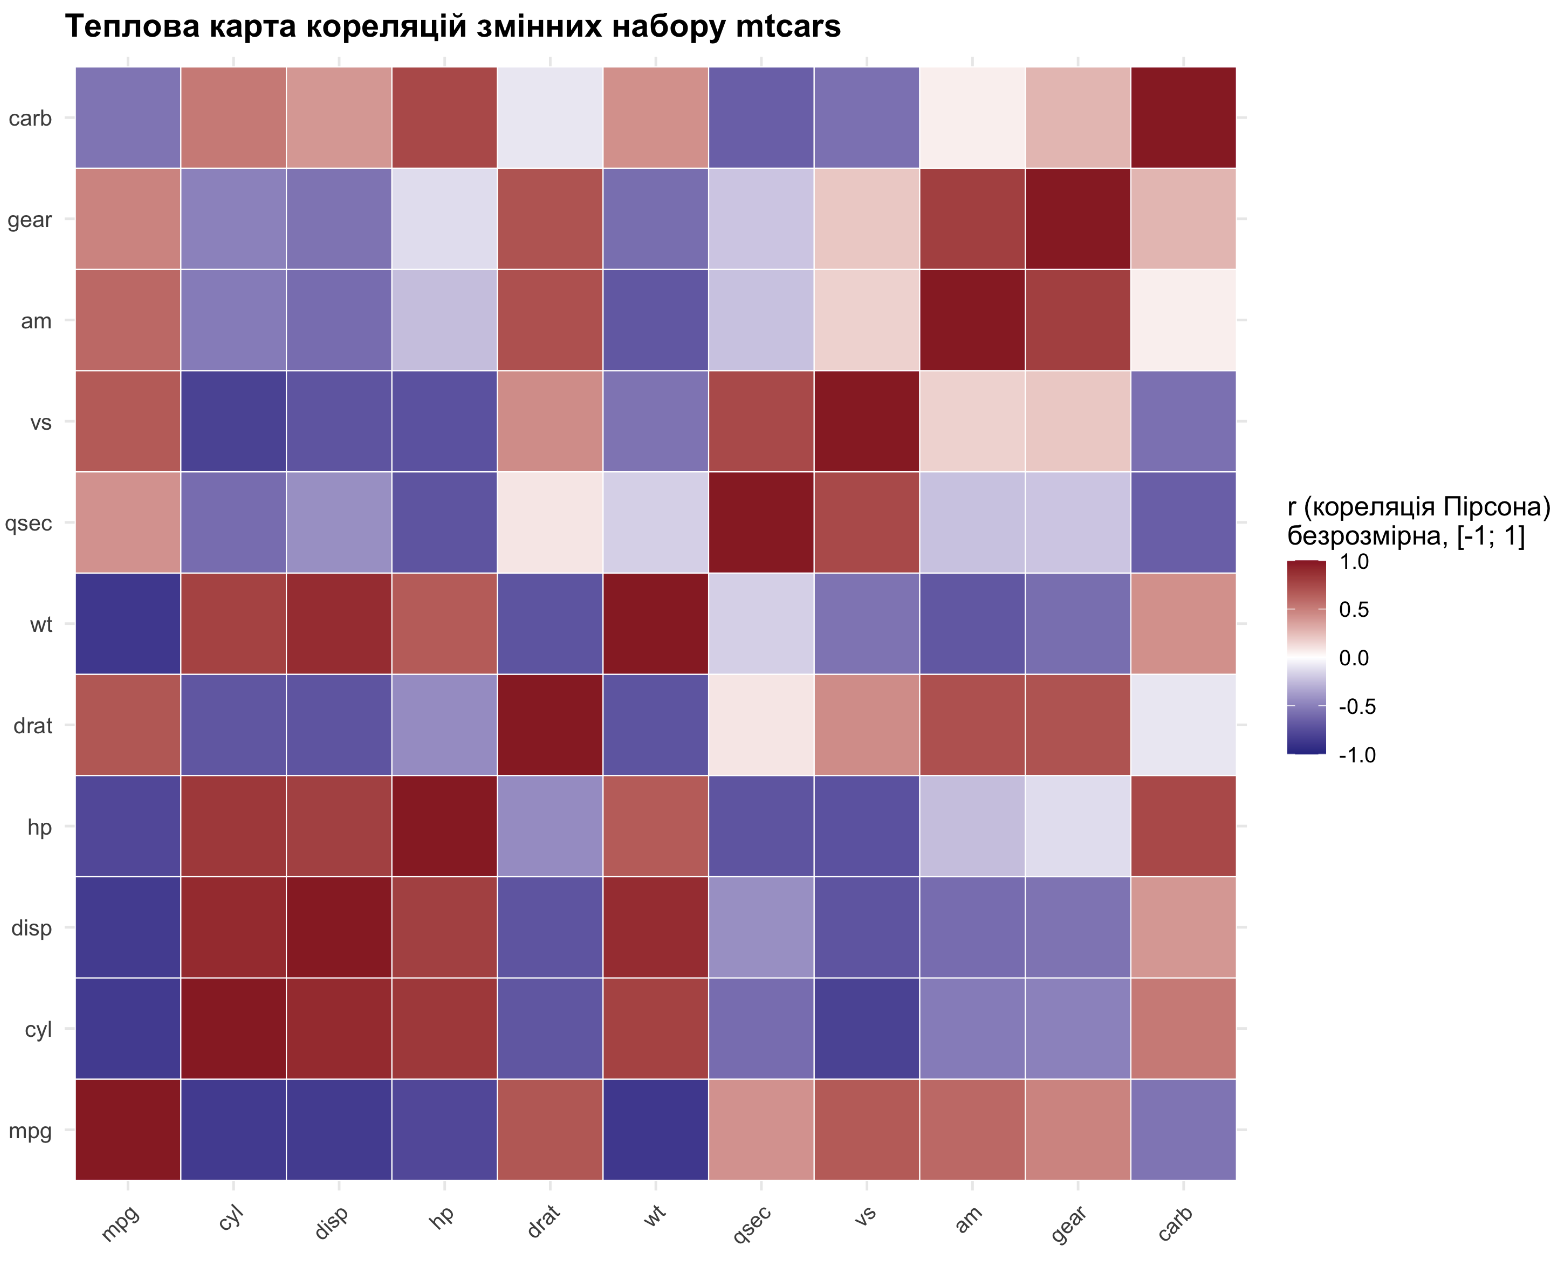 Теплова карта кореляцій змінних набору mtcars
carb
gear
am
vs
qsec
wt
drat
hp
disp
cyl
mpg
mpg
cyl
disp
hp
drat
wt
qsec
vs
am
gear
carb
r (кореляція Пірсона)
безрозмірна, [-1; 1]
1.0
0.5
0.0
-0.5
-1.0